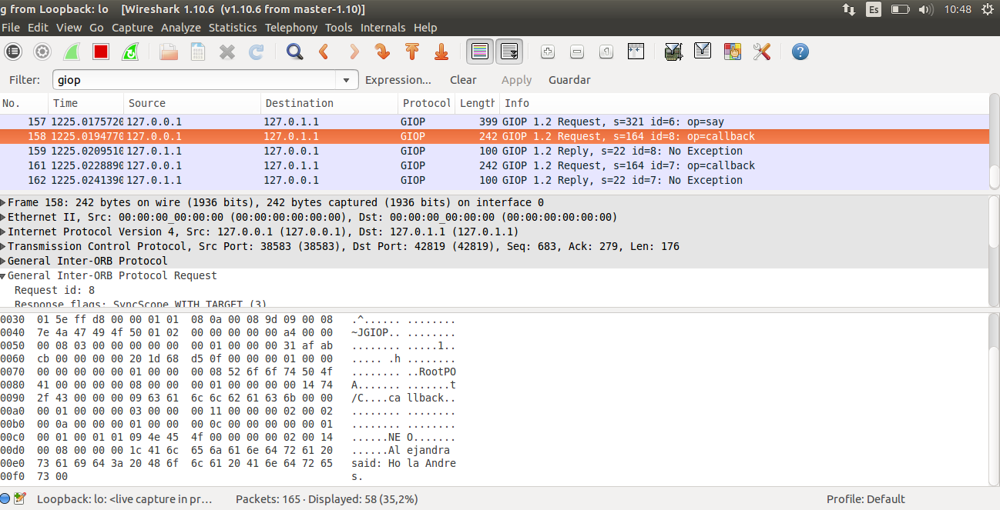 g from Loopback: lo [Wireshark 1.10.6 (v1.10.6 from master-1.10)] Es 10:48
File Edit View Go Capture Analyze Statistics Telephony Tools Internals Help
Filter: giop Expression... Clear Apply Guardar
No. Time Source Destination Protocol Length Info
157 1225.0175720 127.0.0.1 127.0.1.1 GIOP 399 GIOP 1.2 Request, s=321 id=6: op=say
158 1225.0194770 127.0.0.1 127.0.1.1 GIOP 242 GIOP 1.2 Request, s=164 id=8: op=callback
159 1225.0209510 127.0.1.1 127.0.0.1 GIOP 100 GIOP 1.2 Reply, s=22 id=8: No Exception
161 1225.0228890 127.0.0.1 127.0.1.1 GIOP 242 GIOP 1.2 Request, s=164 id=7: op=callback
162 1225.0241390 127.0.1.1 127.0.0.1 GIOP 100 GIOP 1.2 Reply, s=22 id=7: No Exception
Frame 158: 242 bytes on wire (1936 bits), 242 bytes captured (1936 bits) on interface 0
Ethernet II, Src: 00:00:00_00:00:00 (00:00:00:00:00:00), Dst: 00:00:00_00:00:00 (00:00:00:00:00:00)
Internet Protocol Version 4, Src: 127.0.0.1 (127.0.0.1), Dst: 127.0.1.1 (127.0.1.1)
Transmission Control Protocol, Src Port: 38583 (38583), Dst Port: 42819 (42819), Seq: 683, Ack: 279, Len: 176
General Inter-ORB Protocol
General Inter-ORB Protocol Request
Request id: 8
Response flags: SyncScope WITH_TARGET (3)
0030 01 5e ff d8 00 00 01 01 08 0a 00 08 9d 09 00 08 .^...... ........
0040 7e 4a 47 49 4f 50 01 02 00 00 00 00 00 a4 00 00 ~JGIOP.. ........
0050 00 08 03 00 00 00 00 00 00 01 00 00 00 31 af ab ........ .....1..
0060 cb 00 00 00 00 20 1d 68 d5 0f 00 00 00 01 00 00 ..... .h ........
0070 00 00 00 00 00 01 00 00 00 08 52 6f 6f 74 50 4f ........ ..RootPO
0080 41 00 00 00 00 08 00 00 00 01 00 00 00 00 14 74 A....... .......t
0090 2f 43 00 00 00 09 63 61 6c 6c 62 61 63 6b 00 00 /C....ca llback..
00a0 00 01 00 00 00 03 00 00 00 11 00 00 00 02 00 02 ........ ........
00b0 00 0a 00 00 00 01 00 00 00 0c 00 00 00 00 00 01 ........ ........
00c0 00 01 00 01 01 09 4e 45 4f 00 00 00 00 02 00 14 ......NE O.......
00d0 00 08 00 00 00 1c 41 6c 65 6a 61 6e 64 72 61 20 ......Al ejandra
00e0 73 61 69 64 3a 20 48 6f 6c 61 20 41 6e 64 72 65 said: Ho la Andre
00f0 73 00 s.
Loopback: lo: <live capture in pr... Packets: 165 · Displayed: 58 (35,2%) Profile: Default